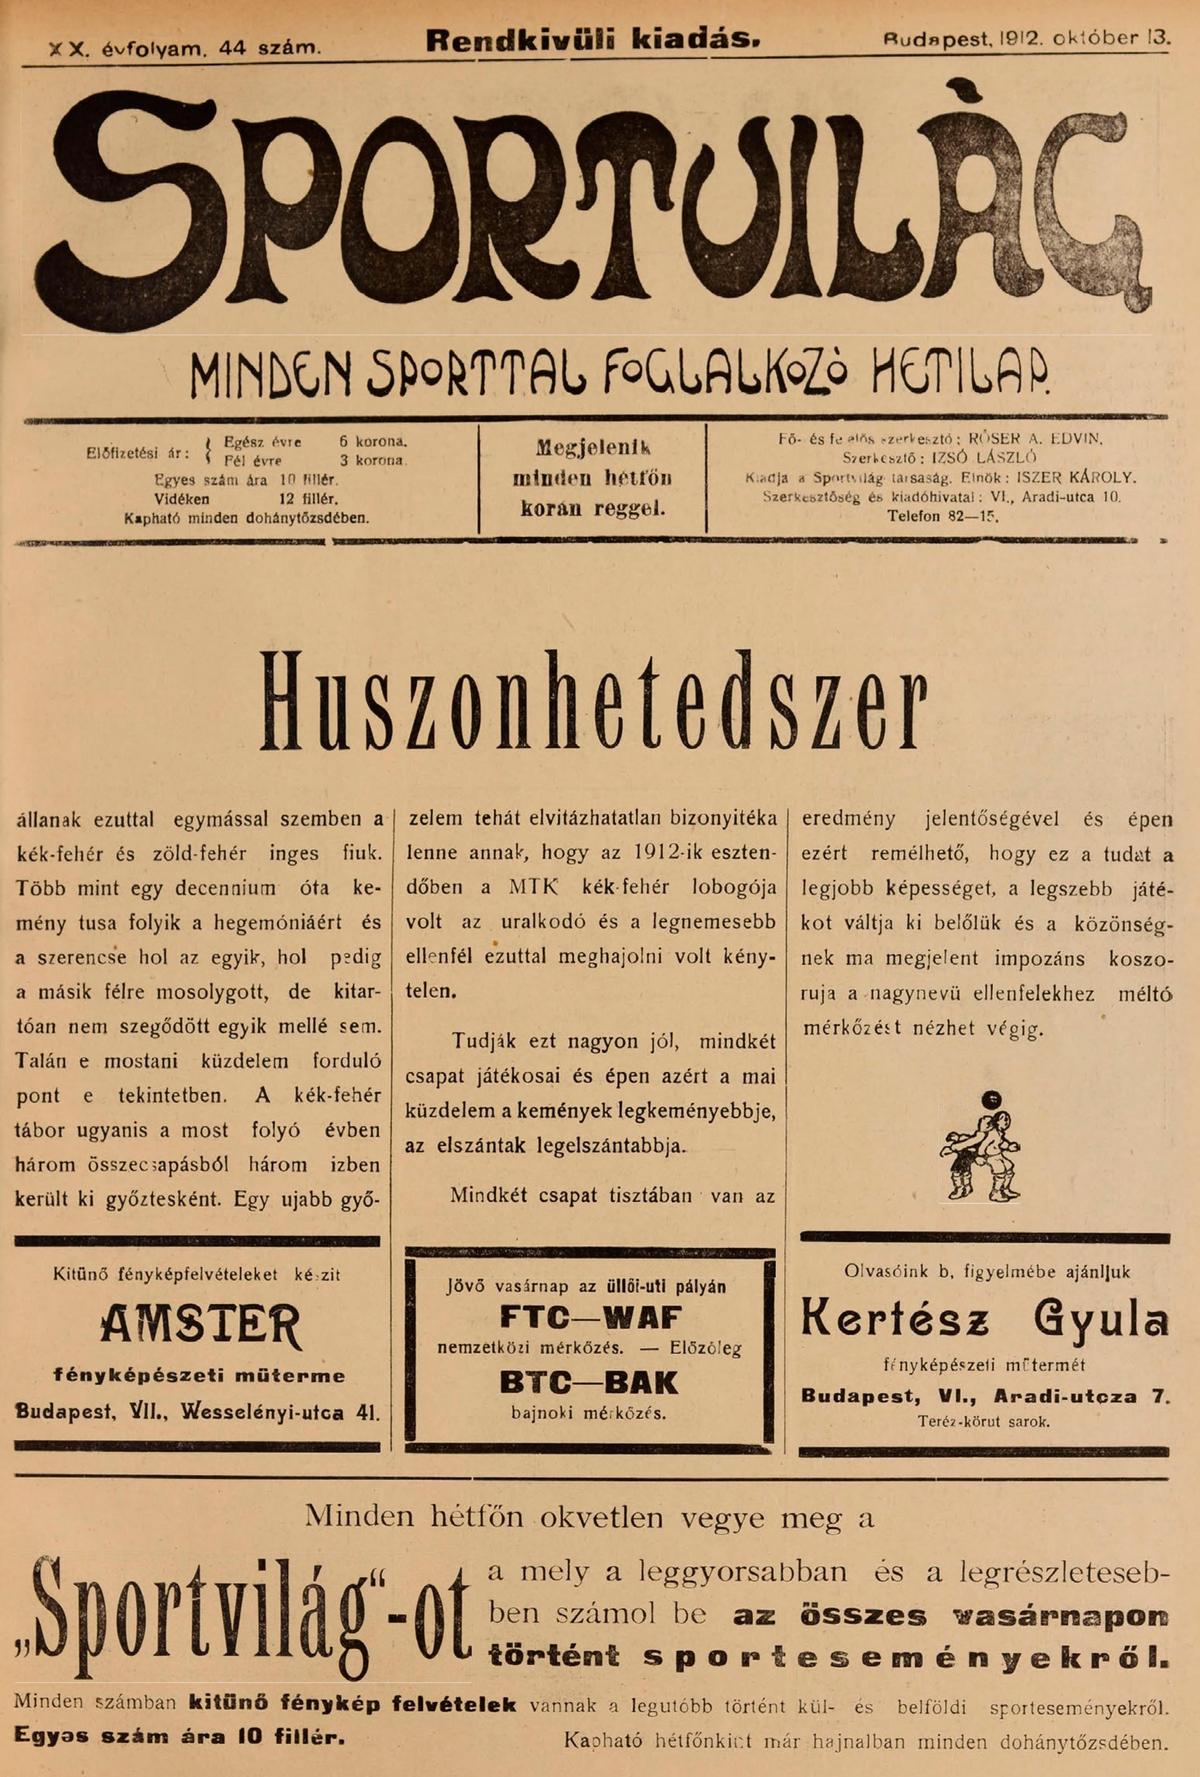 XX. évfolyam. 44 szám.
Rendkivüli kiadás.
Budapest, 1912. október 13.
SPORTVILÁG
MINDEN SPORTTAL FOGLALKOZÓ HETILAP.
Előfizetési ár: { Egész évre 6 korona.
Fél évre 3 korona.
Egyes szám ára 10 fillér.
Vidéken 12 fillér.
Kapható minden dohánytőzsdében.
Megjelenik
minden hétfőn
korán reggel.
Fő- és felelős szerkesztő: RÓSER A. EDVIN.
Szerkesztő: IZSÓ LÁSZLÓ
Kiadja a Sportvilág társaság. Elnök: ISZER KÁROLY.
Szerkesztőség és kiadóhivatal: VI., Aradi-utca 10.
Telefon 82—15.
Huszonhetedszer
állanak ezuttal egymással szemben a
kék-fehér és zöld-fehér inges fiuk.
Több mint egy decennium óta ke-
mény tusa folyik a hegemóniáért és
a szerencse hol az egyik, hol pedig
a másik félre mosolygott, de kitar-
tóan nem szegődött egyik mellé sem.
Talán e mostani küzdelem forduló
pont e tekintetben. A kék-fehér
tábor ugyanis a most folyó évben
három összecsapásból három izben
került ki győztesként. Egy ujabb győ-
zelem tehát elvitázhatatlan bizonyitéka
lenne annak, hogy az 1912-ik eszten-
dőben a MTK kék-fehér lobogója
volt az uralkodó és a legnemesebb
ellenfél ezuttal meghajolni volt kény-
telen.
Tudják ezt nagyon jól, mindkét
csapat játékosai és épen azért a mai
küzdelem a kemények legkeményebbje,
az elszántak legelszántabbja.
Mindkét csapat tisztában van az
eredmény jelentőségével és épen
ezért remélhető, hogy ez a tudat a
legjobb képességet, a legszebb játé-
kot váltja ki belőlük és a közönség-
nek ma megjelent impozáns koszo-
ruja a nagynevü ellenfelekhez méltó
mérkőzést nézhet végig.
Kitünő fényképfelvételeket készit
AMSTER
fényképészeti müterme
Budapest, VII., Wesselényi-utca 41.
Jövő vasárnap az üllői-uti pályán
FTC—WAF
nemzetközi mérkőzés. — Előzőleg
BTC—BAK
bajnoki mérkőzés.
Olvasóink b, figyelmébe ajánljuk
Kertész Gyula
fényképészeti mütermét
Budapest, VI., Aradi-utcza 7.
Teréz-körut sarok.
Minden hétfőn okvetlen vegye meg a
„Sportvilág"-ot
a mely a leggyorsabban és a legrészleteseb-
ben számol be az összes vasárnapon
történt sporteseményekről.
Minden számban kitünő fénykép felvételek vannak a legutóbb történt kül- és belföldi sporteseményekről.
Egyes szám ára 10 fillér.
Kapható hétfőnkint már hajnalban minden dohánytőzsdében.